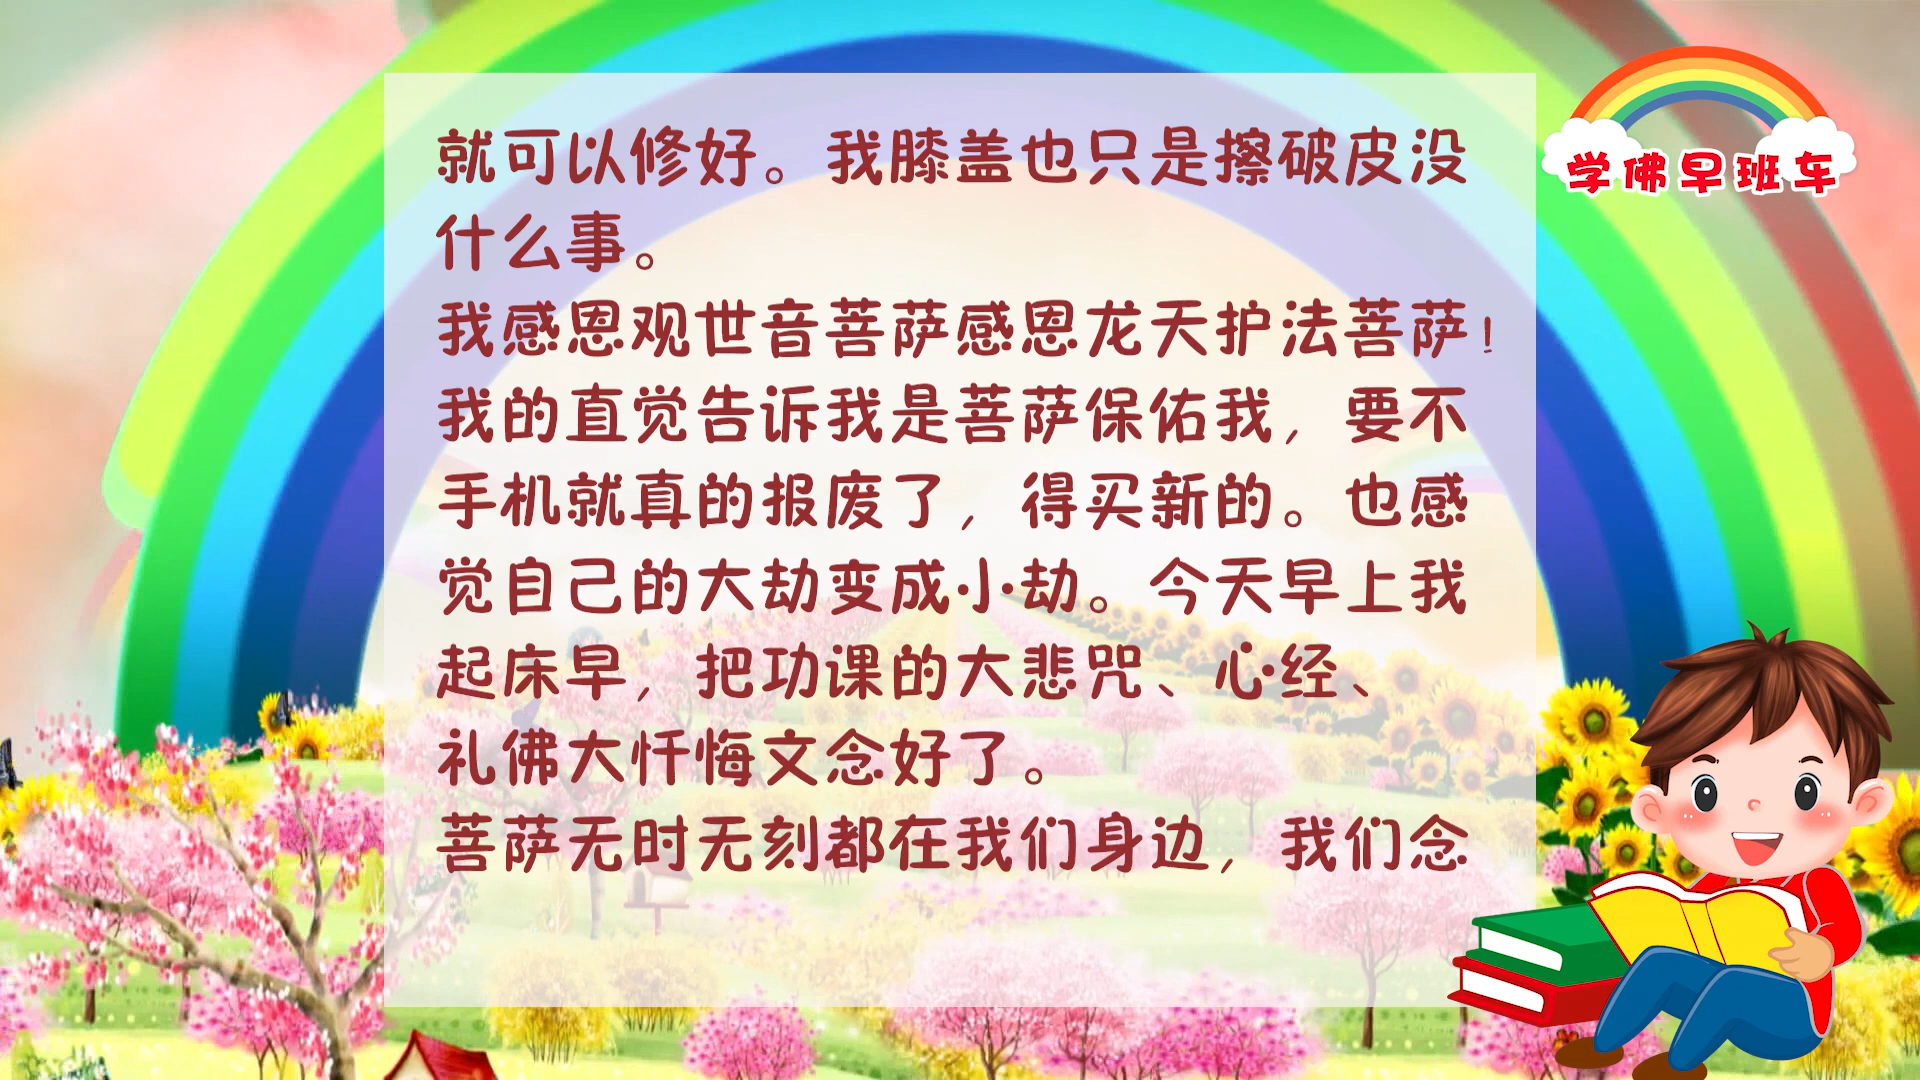 就可以修好。我膝盖也只是擦破皮没
什么事。
我感恩观世音菩萨感恩龙天护法菩萨！
我的直觉告诉我是菩萨保佑我，要不
手机就真的报废了，得买新的。也感
觉自己的大劫变成小劫。今天早上我
起床早，把功课的大悲咒、心经、
礼佛大忏悔文念好了。
菩萨无时无刻都在我们身边，我们念
学佛早班车